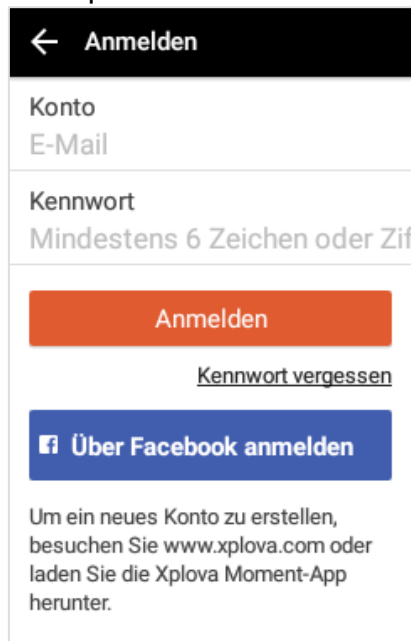 Anmelden
Konto
E-Mail
Kennwort
Mindestens 6 Zeichen oder Zif
Anmelden
Kennwort vergessen
Über Facebook anmelden
Um ein neues Konto zu erstellen,
besuchen Sie www.xplova.com oder
laden Sie die Xplova Moment-App
herunter.